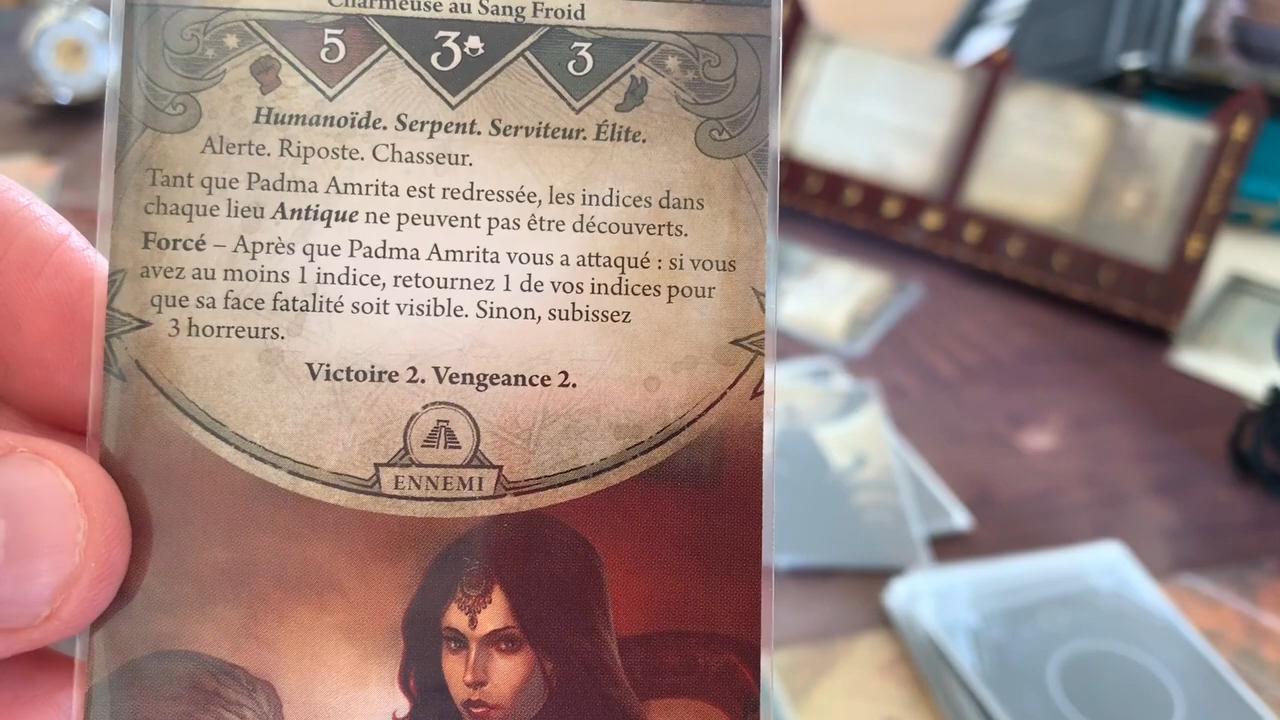 Charmeuse au Sang Froid
5 3 3
Humanoïde. Serpent. Serviteur. Élite.
Alerte. Riposte. Chasseur.
Tant que Padma Amrita est redressée, les indices dans
chaque lieu Antique ne peuvent pas être découverts.
Forcé – Après que Padma Amrita vous a attaqué : si vous
avez au moins 1 indice, retournez 1 de vos indices pour
que sa face fatalité soit visible. Sinon, subissez
3 horreurs.
Victoire 2. Vengeance 2.
ENNEMI